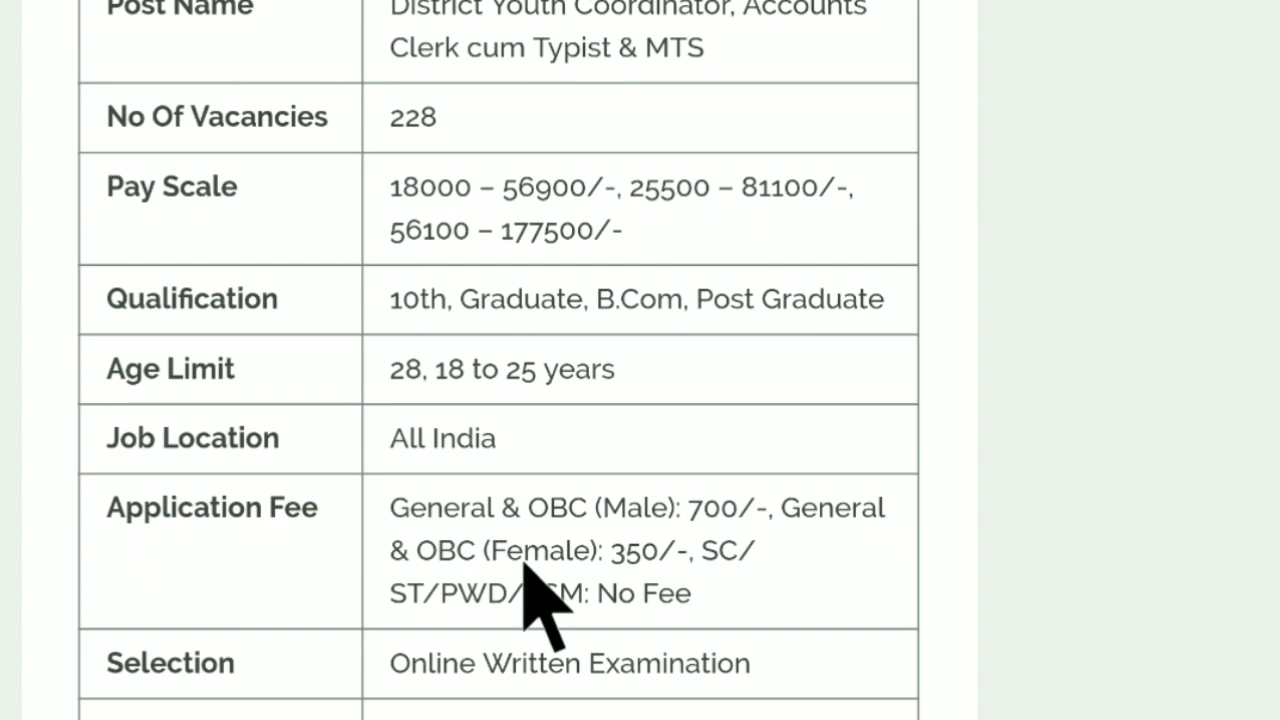 Post Name
District Youth Coordinator, Accounts
Clerk cum Typist & MTS
No Of Vacancies
228
Pay Scale
18000 – 56900/-, 25500 – 81100/-,
56100 – 177500/-
Qualification
10th, Graduate, B.Com, Post Graduate
Age Limit
28, 18 to 25 years
Job Location
All India
Application Fee
General & OBC (Male): 700/-, General
& OBC (Female): 350/-, SC/
ST/PWD/ : No Fee
Selection
Online Written Examination